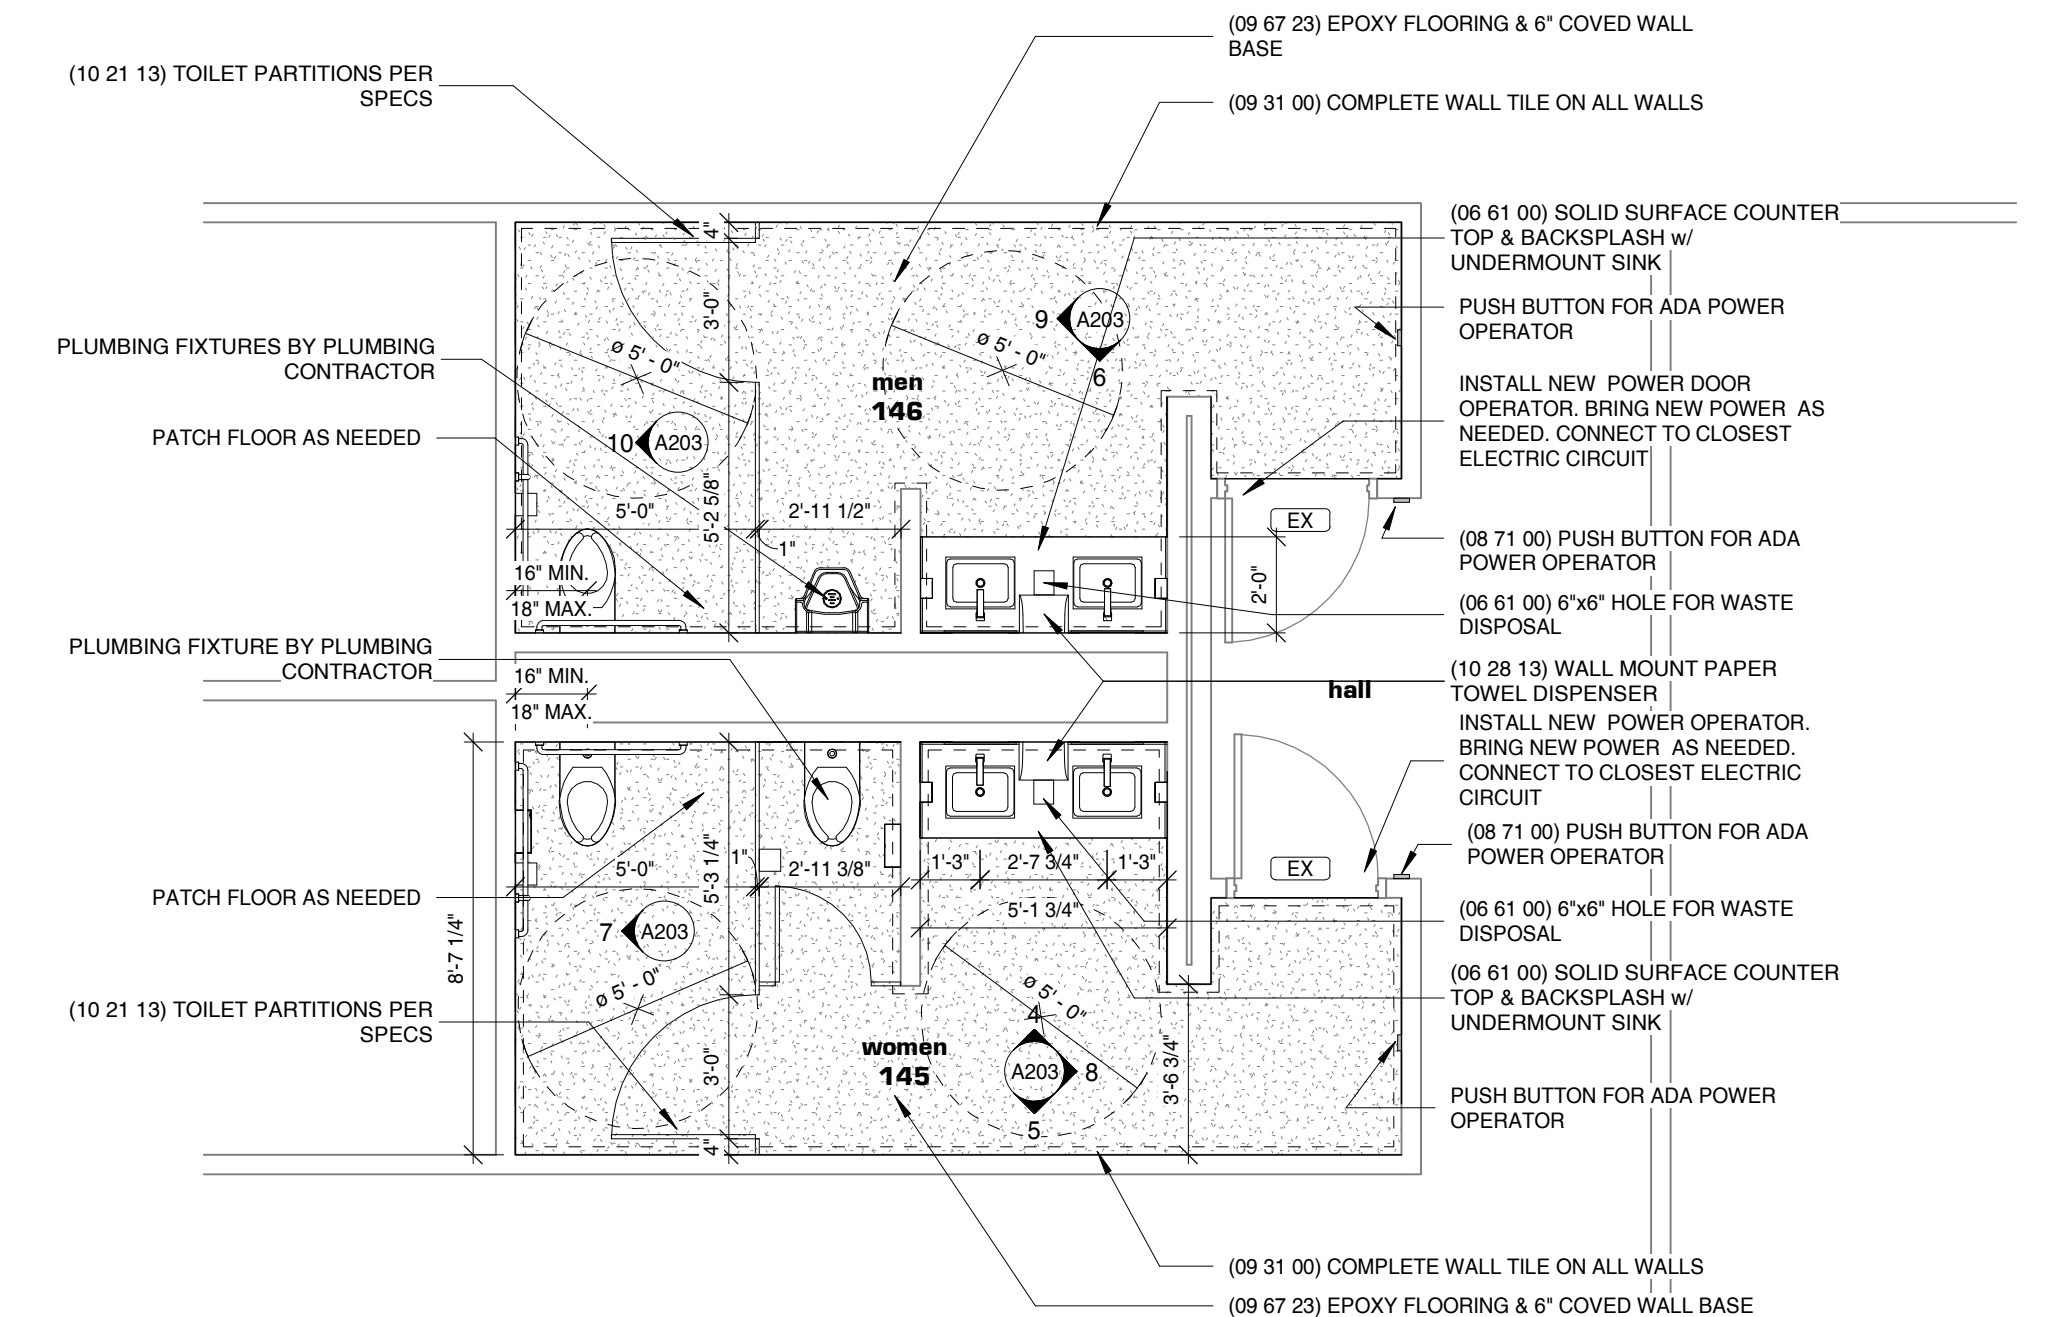 (09 67 23) EPOXY FLOORING & 6" COVED WALL
BASE
(10 21 13) TOILET PARTITIONS PER
SPECS
(09 31 00) COMPLETE WALL TILE ON ALL WALLS
(06 61 00) SOLID SURFACE COUNTER
TOP & BACKSPLASH w/
UNDERMOUNT SINK
4"
3'-0"
ø 5' - 0"
ø 5' - 0"
9
A203
6
PUSH BUTTON FOR ADA POWER
OPERATOR
PLUMBING FIXTURES BY PLUMBING
CONTRACTOR
men
146
INSTALL NEW  POWER DOOR
OPERATOR. BRING NEW POWER  AS
NEEDED. CONNECT TO CLOSEST
ELECTRIC CIRCUIT
PATCH FLOOR AS NEEDED
10
A203
5'-0"
5'-2 5/8"
2'-11 1/2"
1"
EX
(08 71 00) PUSH BUTTON FOR ADA
POWER OPERATOR
16" MIN.
18" MAX.
2'-0"
(06 61 00) 6"x6" HOLE FOR WASTE
DISPOSAL
PLUMBING FIXTURE BY PLUMBING
CONTRACTOR
16" MIN.
18" MAX.
hall
(10 28 13) WALL MOUNT PAPER
TOWEL DISPENSER
INSTALL NEW  POWER OPERATOR.
BRING NEW POWER  AS NEEDED.
CONNECT TO CLOSEST ELECTRIC
CIRCUIT
(08 71 00) PUSH BUTTON FOR ADA
POWER OPERATOR
5'-0"
5'-3 1/4"
1"
2'-11 3/8"
1'-3"
2'-7 3/4"
1'-3"
EX
PATCH FLOOR AS NEEDED
5'-1 3/4"
(06 61 00) 6"x6" HOLE FOR WASTE
DISPOSAL
8'-7 1/4"
7
A203
ø 5' - 0"
ø 5' - 0"
(06 61 00) SOLID SURFACE COUNTER
TOP & BACKSPLASH w/
UNDERMOUNT SINK
(10 21 13) TOILET PARTITIONS PER
SPECS
women
145
4
A203
8
5
3'-0"
3'-6 3/4"
4"
PUSH BUTTON FOR ADA POWER
OPERATOR
(09 31 00) COMPLETE WALL TILE ON ALL WALLS
(09 67 23) EPOXY FLOORING & 6" COVED WALL BASE